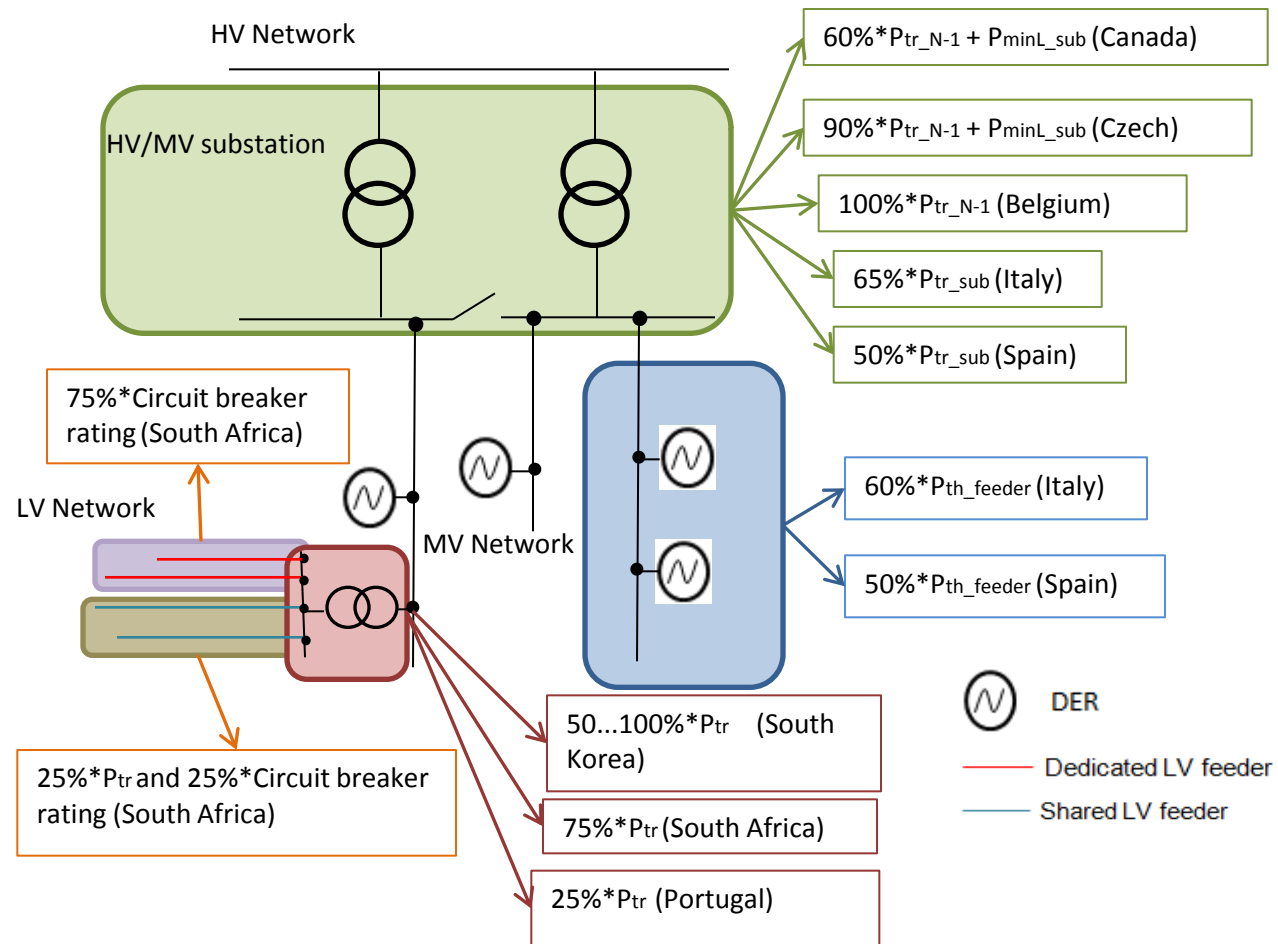 HV Network
60%*Ptr_N-1 + PminL_sub (Canada)
HV/MV substation
90%*Ptr_N-1 + PminL_sub (Czech)
100%*Ptr_N-1 (Belgium)
65%*Ptr_sub (Italy)
50%*Ptr_sub (Spain)
75%*Circuit breaker
rating (South Africa)
LV Network
MV Network
60%*Pth_feeder (Italy)
50%*Pth_feeder (Spain)
DER
Dedicated LV feeder
Shared LV feeder
50...100%*Ptr (South
Korea)
25%*Ptr and 25%*Circuit breaker
rating (South Africa)
75%*Ptr (South Africa)
25%*Ptr (Portugal)